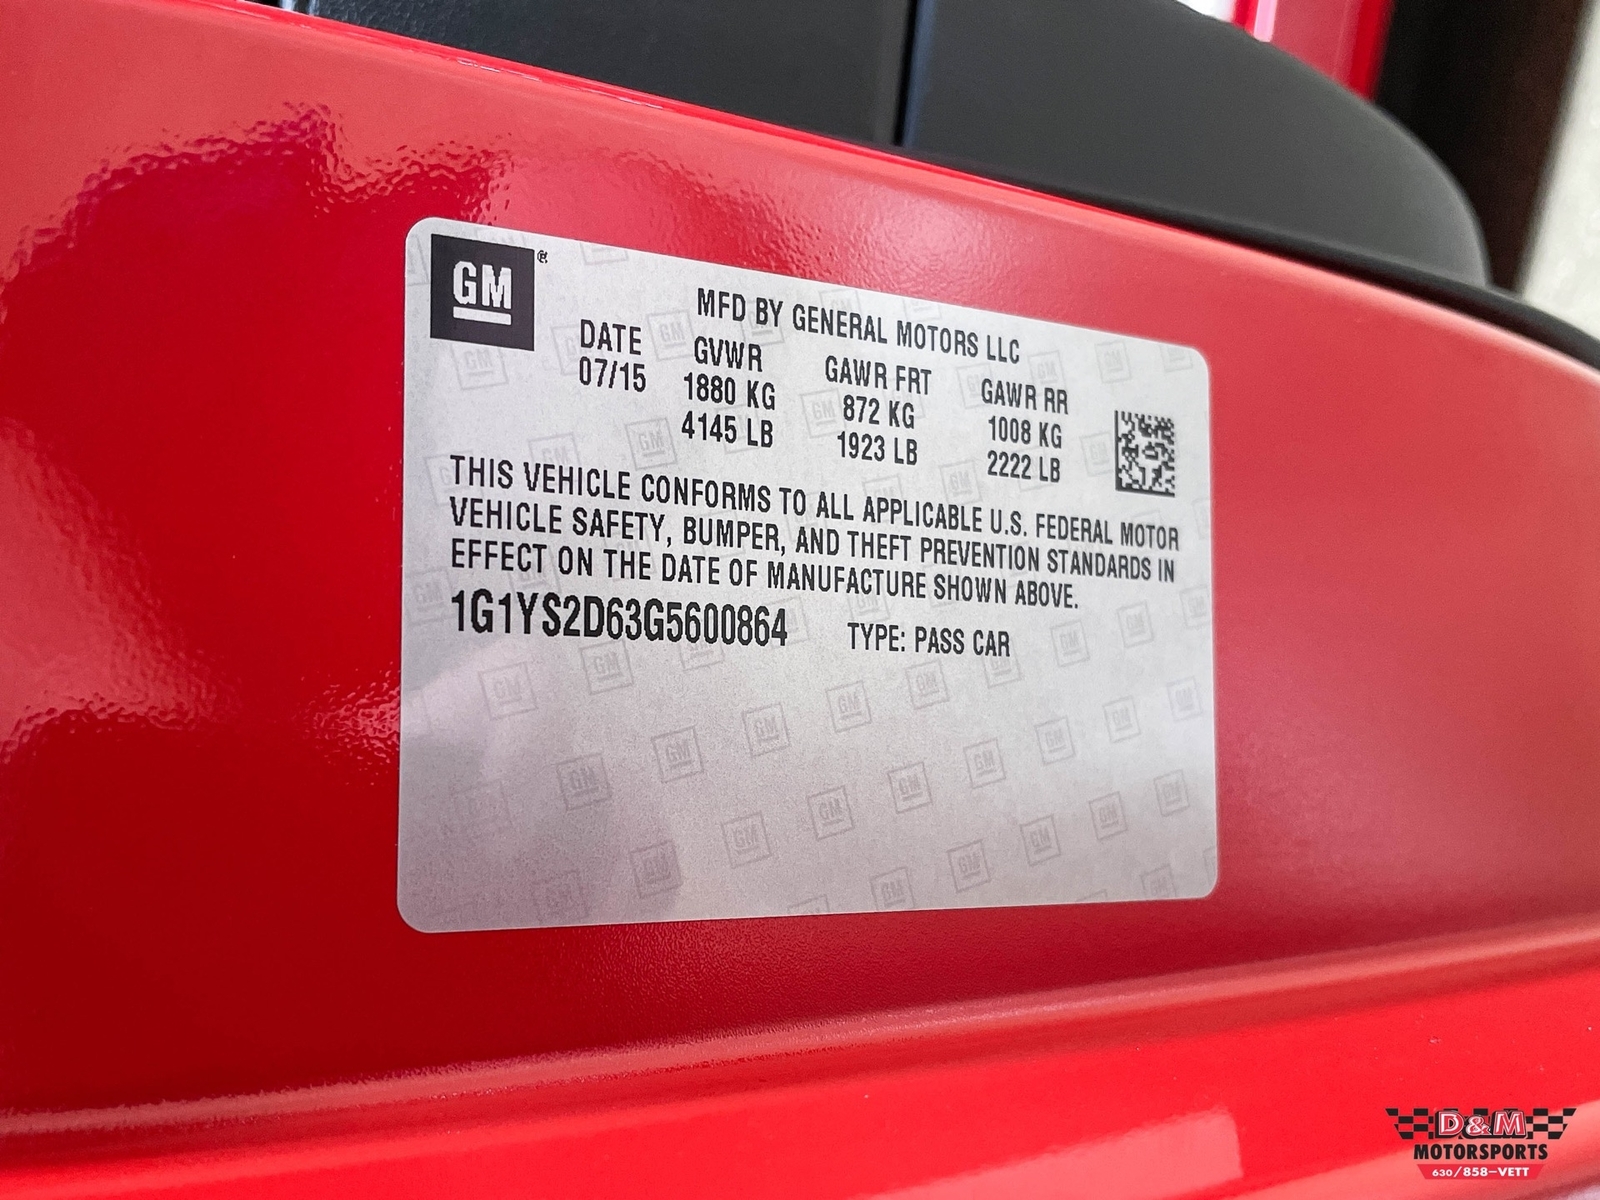 GM
MFD BY GENERAL MOTORS LLC
DATE GVWR GAWR FRT GAWR RR
07/15 1880 KG 872 KG 1008 KG
4145 LB 1923 LB 2222 LB
THIS VEHICLE CONFORMS TO ALL APPLICABLE U.S. FEDERAL MOTOR
VEHICLE SAFETY, BUMPER, AND THEFT PREVENTION STANDARDS IN
EFFECT ON THE DATE OF MANUFACTURE SHOWN ABOVE.
1G1YS2D63G5600864 TYPE: PASS CAR
D&M
MOTORSPORTS
630/858-VETT